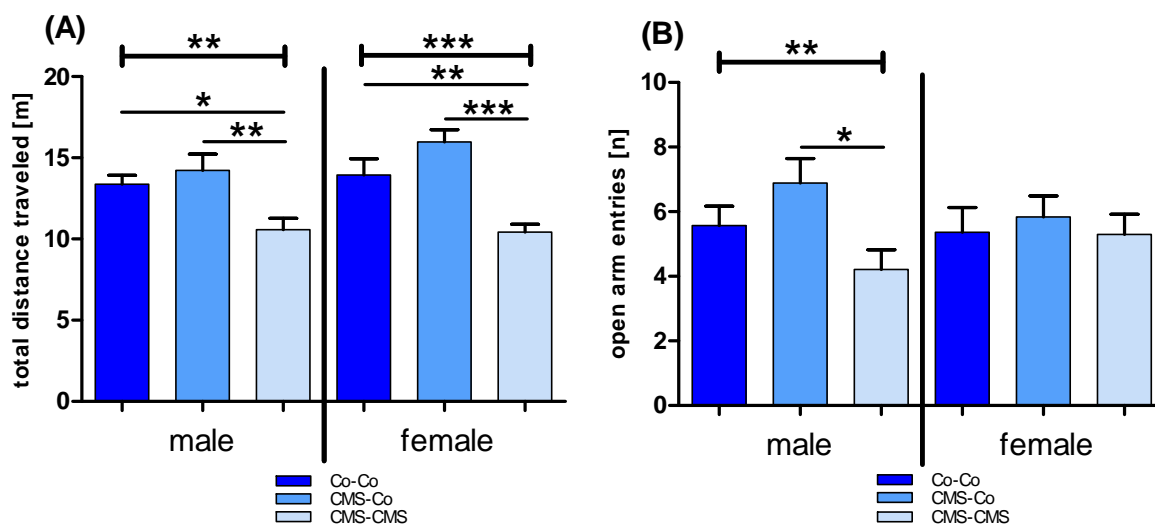 (A)
**
***
20
**
*
***
**
15
10
5
0
total distance traveled [m]
male
female
Co-Co
CMS-Co
CMS-CMS
(B)
**
10
*
8
6
4
2
0
open arm entries [n]
male
female
Co-Co
CMS-Co
CMS-CMS